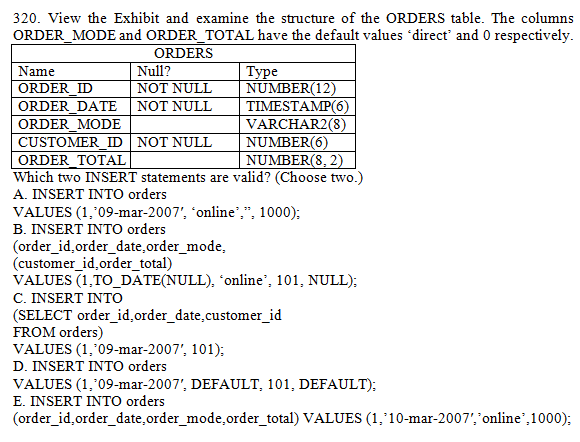 320. View the Exhibit and examine the structure of the ORDERS table. The columns
ORDER_MODE and ORDER_TOTAL have the default values ‘direct’ and 0 respectively.
ORDERS
Name Null? Type
ORDER_ID NOT NULL NUMBER(12)
ORDER_DATE NOT NULL TIMESTAMP(6)
ORDER_MODE VARCHAR2(8)
CUSTOMER_ID NOT NULL NUMBER(6)
ORDER_TOTAL NUMBER(8, 2)
Which two INSERT statements are valid? (Choose two.)
A. INSERT INTO orders
VALUES (1,’09-mar-2007′, ‘online’,”, 1000);
B. INSERT INTO orders
(order_id,order_date,order_mode,
(customer_id,order_total)
VALUES (1,TO_DATE(NULL), ‘online’, 101, NULL);
C. INSERT INTO
(SELECT order_id,order_date,customer_id
FROM orders)
VALUES (1,’09-mar-2007′, 101);
D. INSERT INTO orders
VALUES (1,’09-mar-2007′, DEFAULT, 101, DEFAULT);
E. INSERT INTO orders
(order_id,order_date,order_mode,order_total) VALUES (1,’10-mar-2007′,’online’,1000);